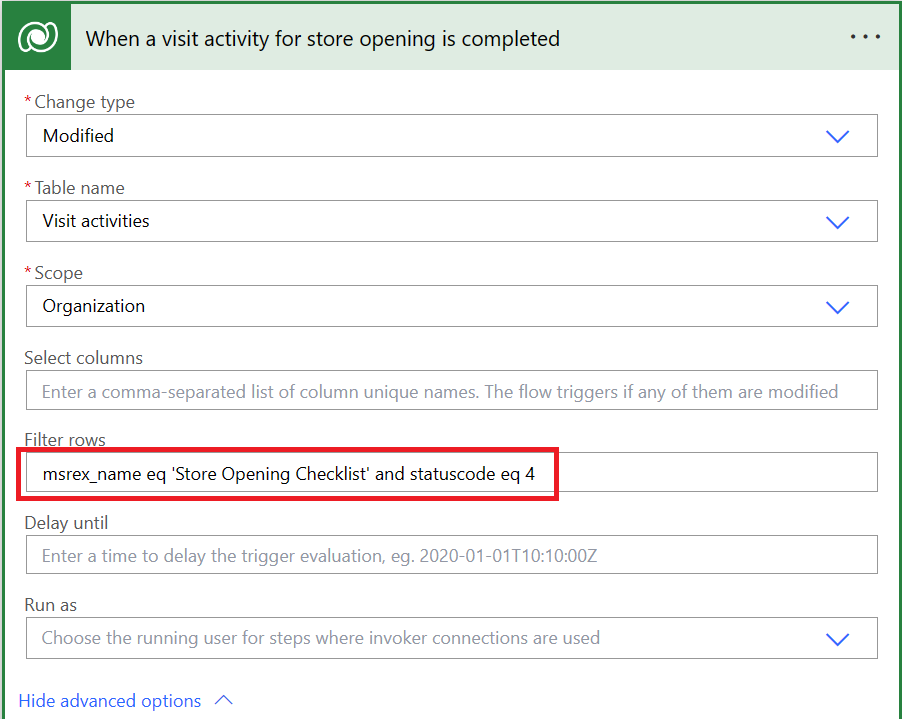 When a visit activity for store opening is completed
* Change type
Modified
* Table name
Visit activities
* Scope
Organization
Select columns
Enter a comma-separated list of column unique names. The flow triggers if any of them are modified
Filter rows
msrex_name eq 'Store Opening Checklist' and statuscode eq 4
Delay until
Enter a time to delay the trigger evaluation, eg. 2020-01-01T10:10:00Z
Run as
Choose the running user for steps where invoker connections are used
Hide advanced options